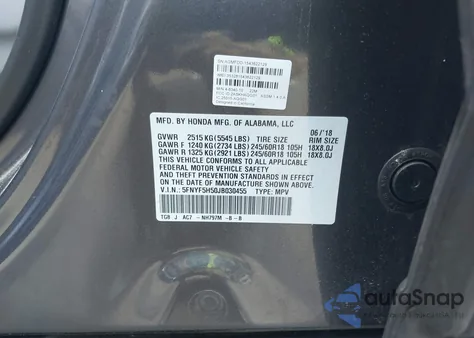 MFD. BY HONDA MFG. OF ALABAMA, LLC 06/'18
GVWR 2515 KG (5545 LBS) TIRE SIZE RIM SIZE
GAWR F 1240 KG (2734 LBS) 245/60R18 105H 18X8.0J
GAWR R 1325 KG (2921 LBS) 245/60R18 105H 18X8.0J
THIS VEHICLE CONFORMS TO ALL APPLICABLE
FEDERAL MOTOR VEHICLE SAFETY AND THEFT
PREVENTION STANDARDS IN EFFECT ON THE DATE
OF MANUFACTURE SHOWN ABOVE.
V.I.N.: 5FNYF5H50JB030455 TYPE: MPV
TG8 J AC7 -NH797M -B -B
autoSnap